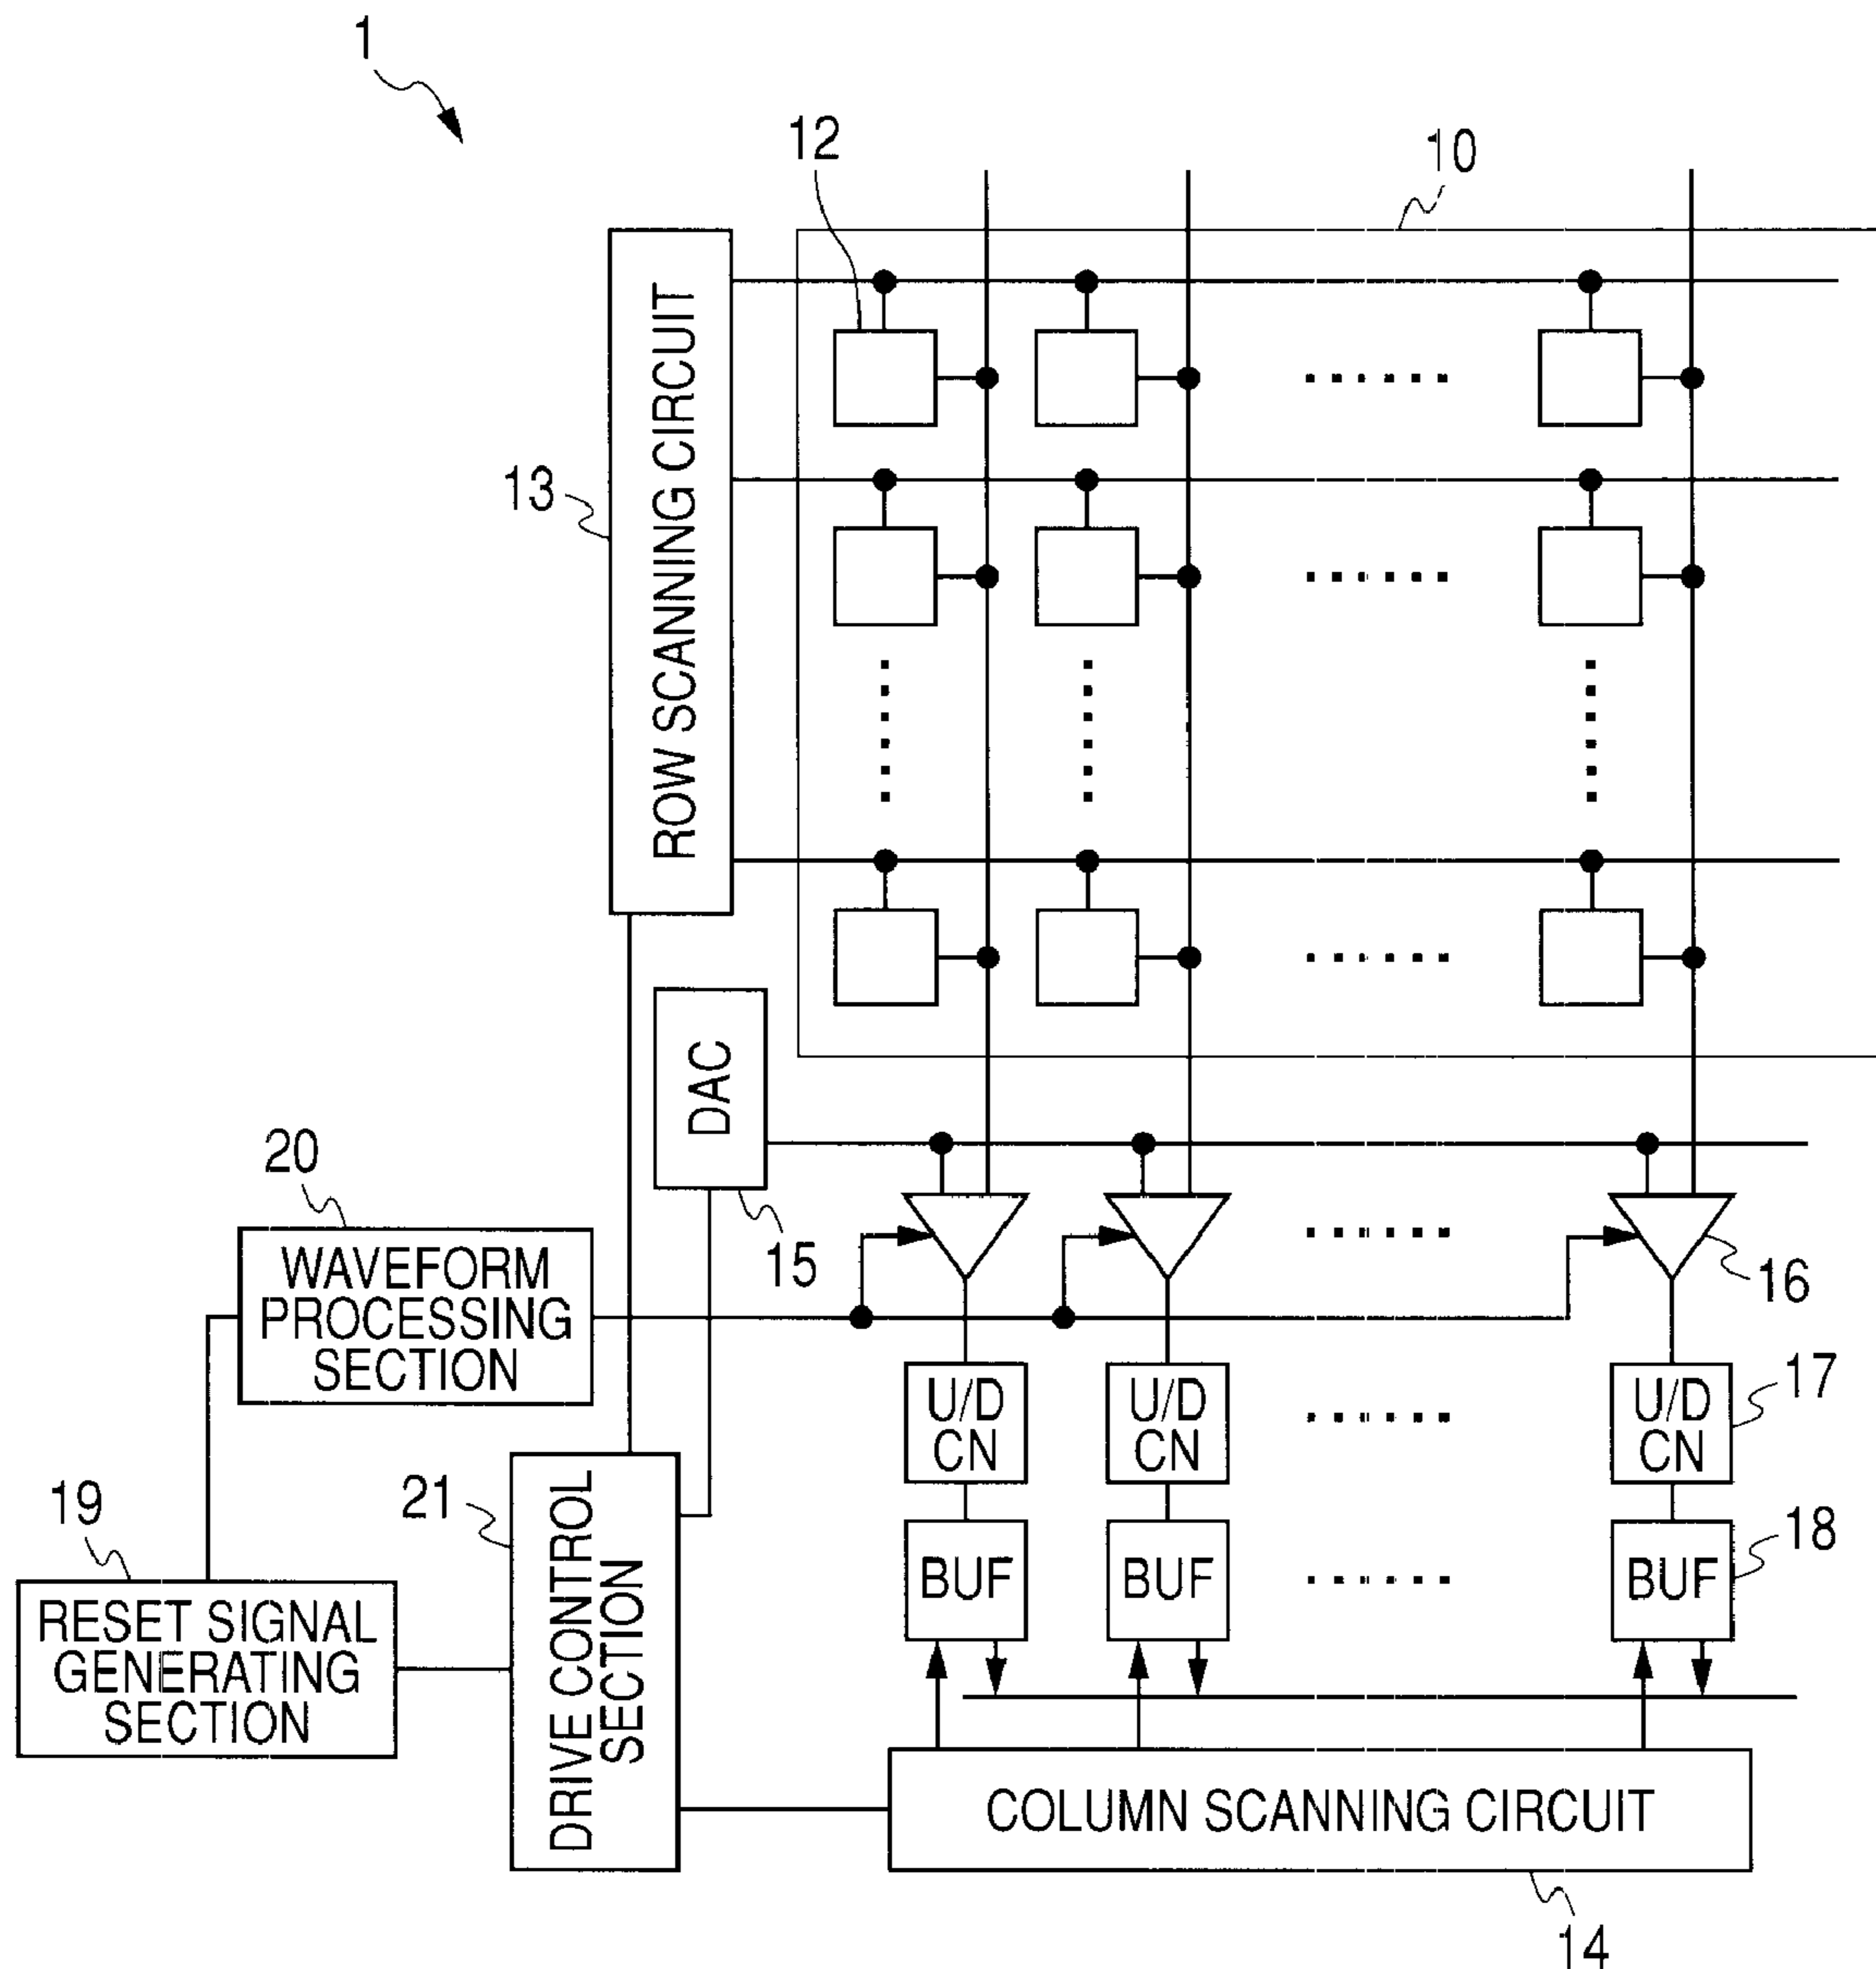 1
12
10
ROW SCANNING CIRCUIT
13
DAC
20
WAVEFORM
PROCESSING
SECTION
15
16
U/D
CN
U/D
CN
U/D
CN
17
19
21
DRIVE CONTROL
SECTION
BUF
BUF
BUF
18
RESET SIGNAL
GENERATING
SECTION
COLUMN SCANNING CIRCUIT
14